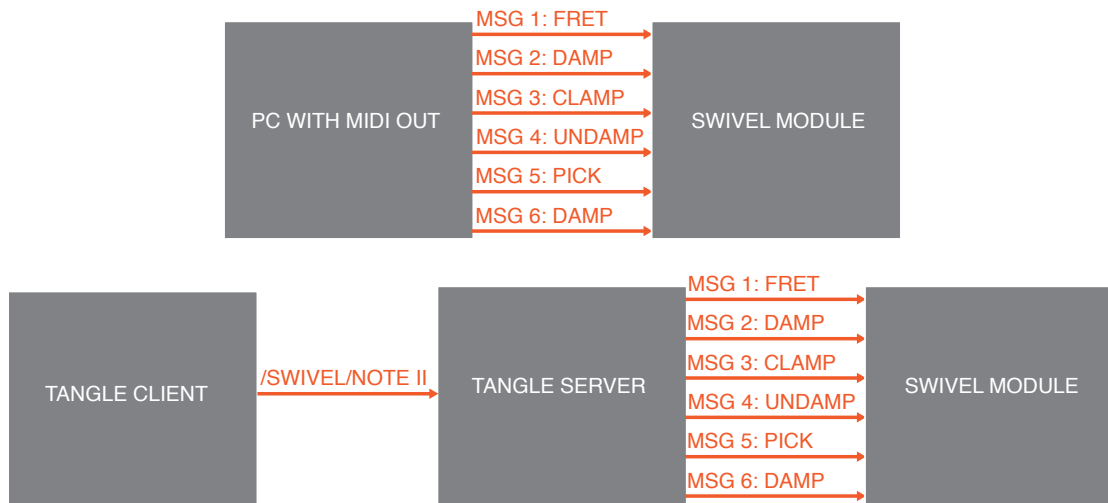 MSG 1: FRET
MSG 2: DAMP
MSG 3: CLAMP
PC WITH MIDI OUT
SWIVEL MODULE
MSG 4: UNDAMP
MSG 5: PICK
MSG 6: DAMP
MSG 1: FRET
MSG 2: DAMP
MSG 3: CLAMP
TANGLE CLIENT
/SWIVEL/NOTE II
TANGLE SERVER
SWIVEL MODULE
MSG 4: UNDAMP
MSG 5: PICK
MSG 6: DAMP